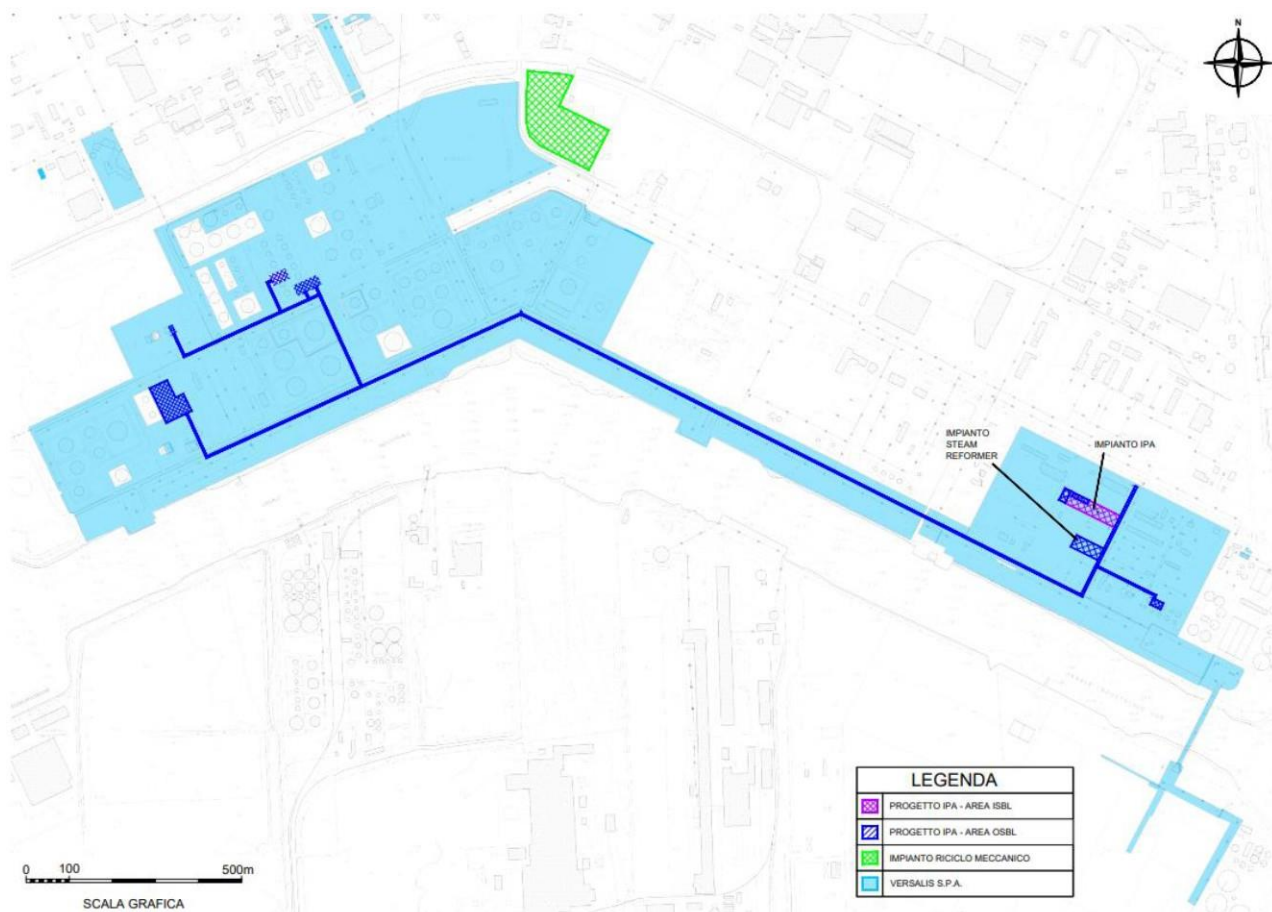 N
IMPIANTO
STEAM
REFORMER
IMPIANTO IPA
LEGENDA
PROGETTO IPA - AREA ISBL
PROGETTO IPA - AREA OSBL
IMPIANTO RICICLO MECCANICO
VERSALIS S.P.A.
0 100 500m
SCALA GRAFICA